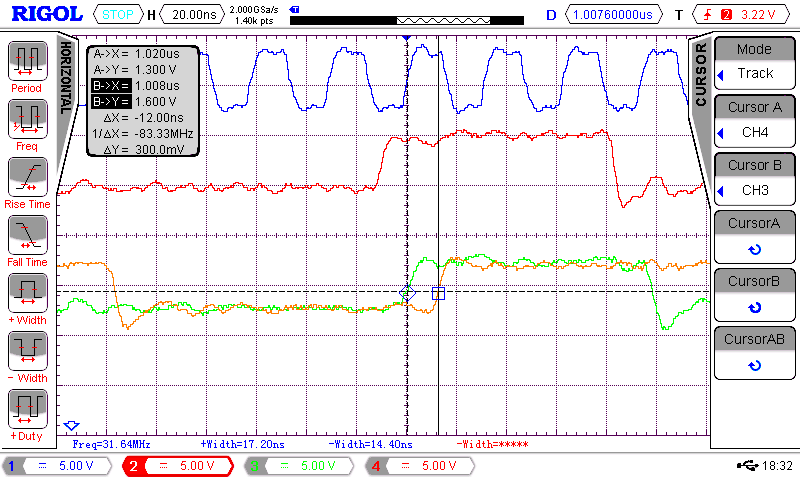 RIGOL STOP H 20.00ns 2.000GSa/s 1.40k pts D 1.00760000us T 2 3.22 V
HORIZONTAL
Period
Freq
Rise Time
Fall Time
+Width
-Width
+Duty
A->X= 1.020us
A->Y= 1.300 V
B->X= 1.008us
B->Y= 1.600 V
ΔX= -12.00ns
1/ΔX= -83.33MHz
ΔY= 300.0mV
CURSOR
Mode
Track
Cursor A
CH4
Cursor B
CH3
CursorA
CursorB
CursorAB
Freq=31.64MHz +Width=17.20ns -Width=14.40ns -Width=*****
1 5.00 V 2 5.00 V 3 5.00 V 4 5.00 V 18:32